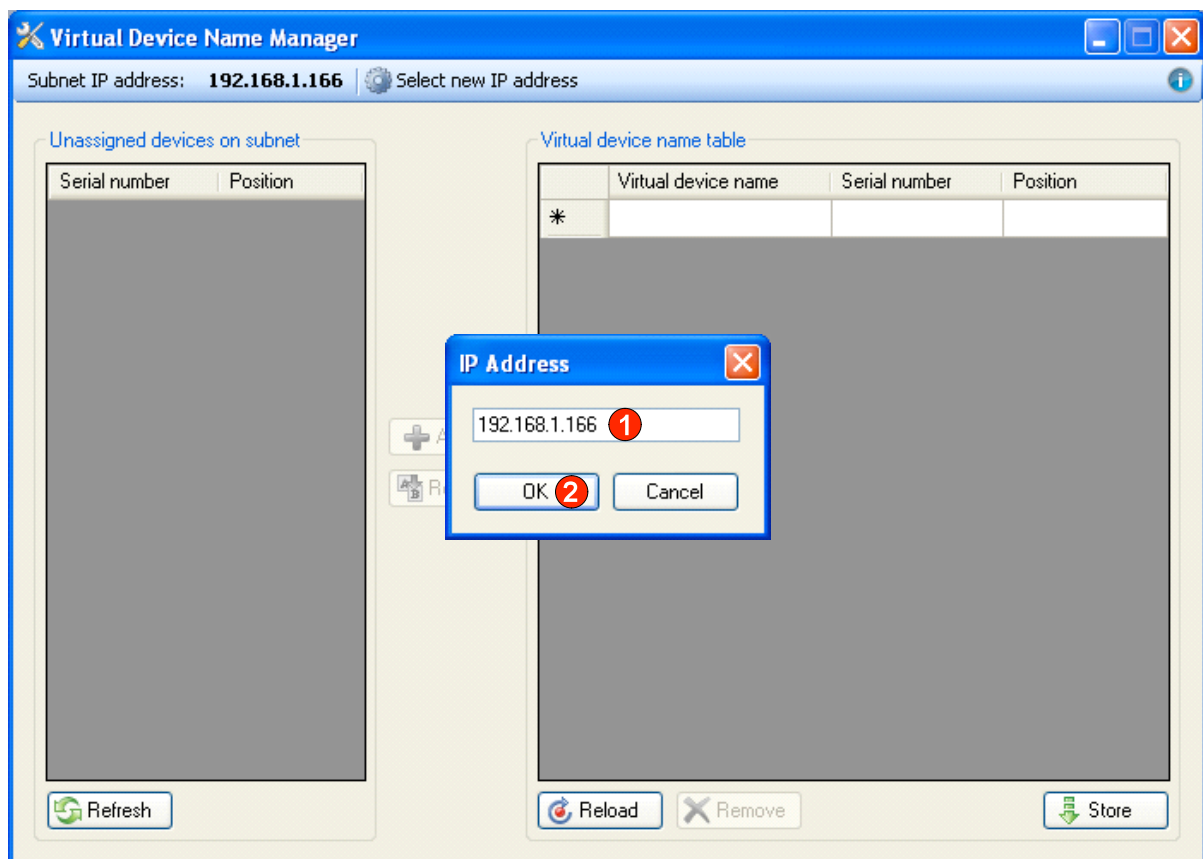 Virtual Device Name Manager
Subnet IP address: 192.168.1.166 Select new IP address
Unassigned devices on subnet
Serial number Position
Virtual device name table
Virtual device name Serial number Position
*
IP Address
192.168.1.166 1
OK 2 Cancel
A
R
Refresh
Reload Remove Store